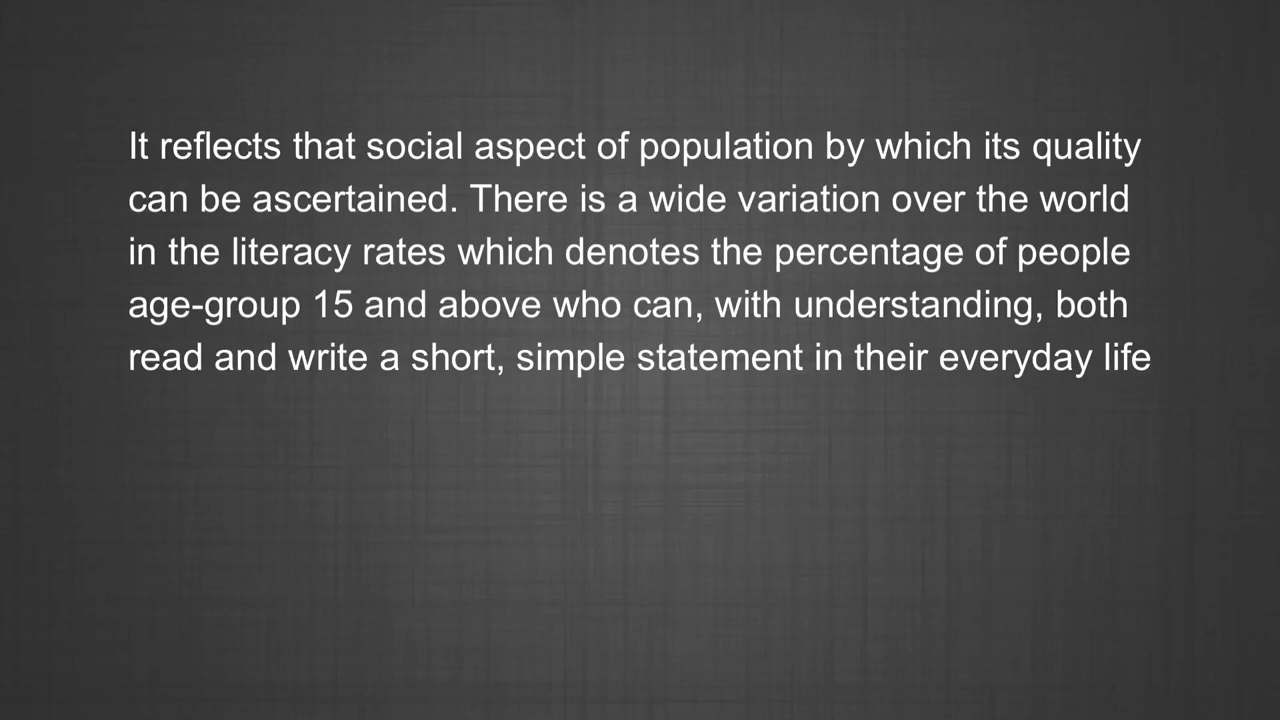 It reflects that social aspect of population by which its quality
can be ascertained. There is a wide variation over the world
in the literacy rates which denotes the percentage of people
age-group 15 and above who can, with understanding, both
read and write a short, simple statement in their everyday life